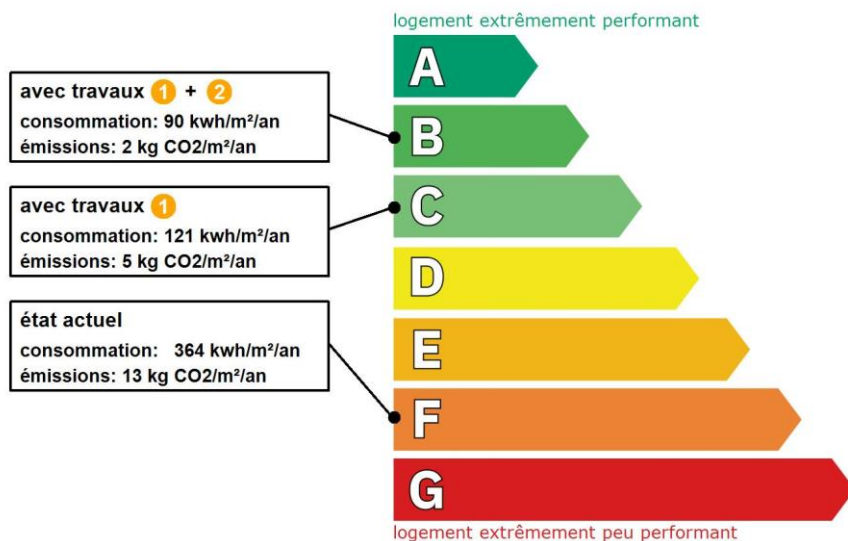 logement extrêmement performant
A
avec travaux 1 + 2
consommation: 90 kwh/m²/an
émissions: 2 kg CO2/m²/an
B
avec travaux 1
consommation: 121 kwh/m²/an
émissions: 5 kg CO2/m²/an
C
D
état actuel
consommation: 364 kwh/m²/an
émissions: 13 kg CO2/m²/an
E
F
G
logement extrêmement peu performant